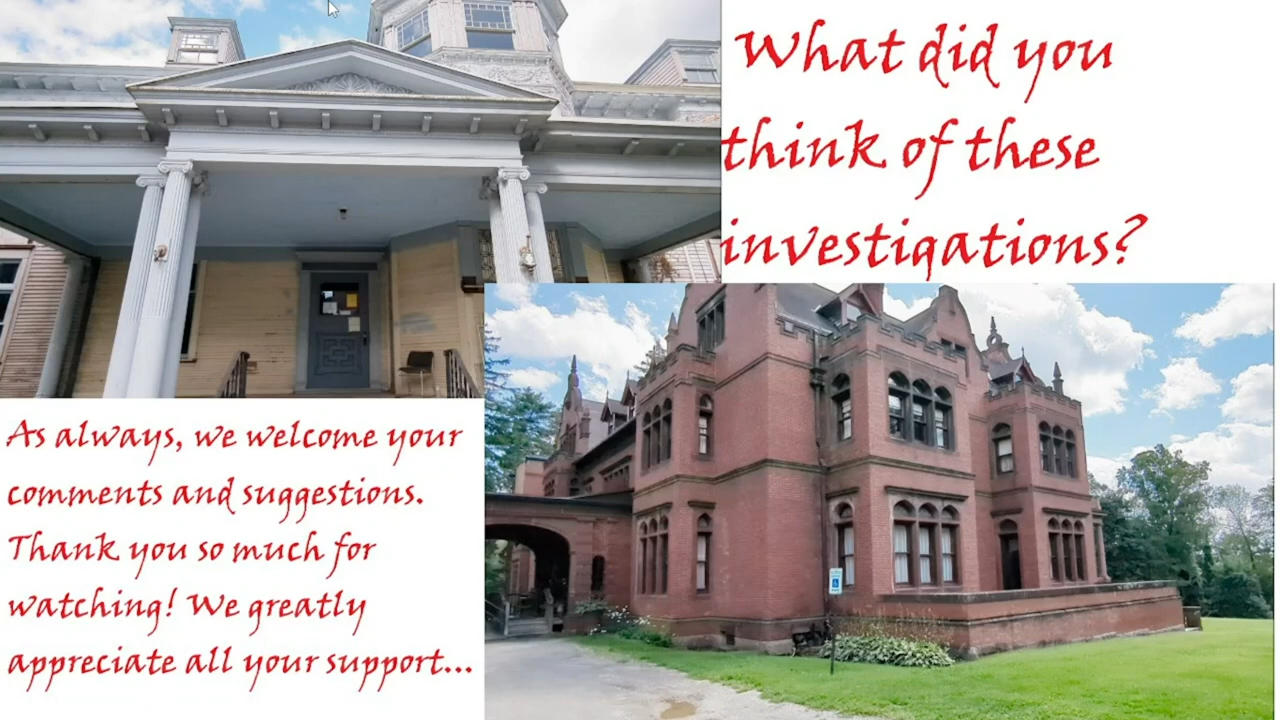 What did you
think of these
investigations?
As always, we welcome your
comments and suggestions.
Thank you so much for
watching! We greatly
appreciate all your support...